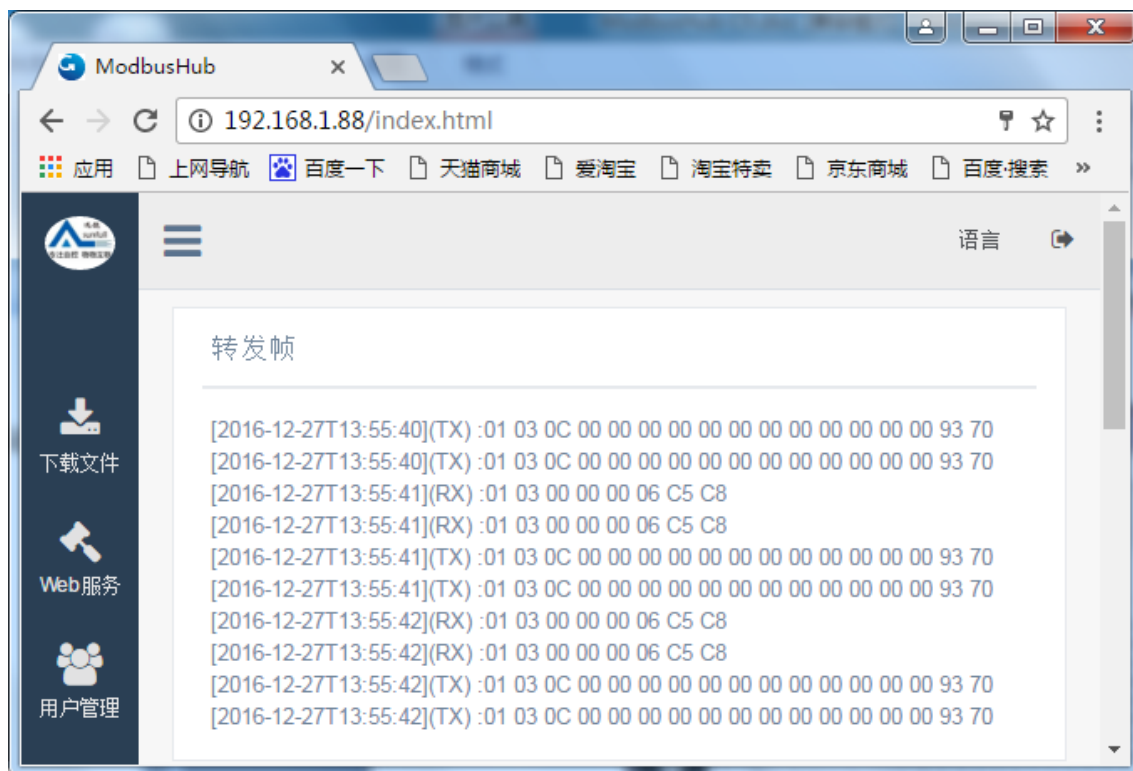 ModbusHub
192.168.1.88/index.html
应用 上网导航 百度一下 天猫商城 爱淘宝 淘宝特卖 京东商城 百度·搜索 »
语言
转发帧
[2016-12-27T13:55:40](TX) :01 03 0C 00 00 00 00 00 00 00 00 00 00 00 00 93 70
[2016-12-27T13:55:40](TX) :01 03 0C 00 00 00 00 00 00 00 00 00 00 00 00 93 70
[2016-12-27T13:55:41](RX) :01 03 00 00 00 06 C5 C8
[2016-12-27T13:55:41](RX) :01 03 00 00 00 06 C5 C8
[2016-12-27T13:55:41](TX) :01 03 0C 00 00 00 00 00 00 00 00 00 00 00 00 93 70
[2016-12-27T13:55:41](TX) :01 03 0C 00 00 00 00 00 00 00 00 00 00 00 00 93 70
[2016-12-27T13:55:42](RX) :01 03 00 00 00 06 C5 C8
[2016-12-27T13:55:42](RX) :01 03 00 00 00 06 C5 C8
[2016-12-27T13:55:42](TX) :01 03 0C 00 00 00 00 00 00 00 00 00 00 00 00 93 70
[2016-12-27T13:55:42](TX) :01 03 0C 00 00 00 00 00 00 00 00 00 00 00 00 93 70
下载文件
Web服务
用户管理